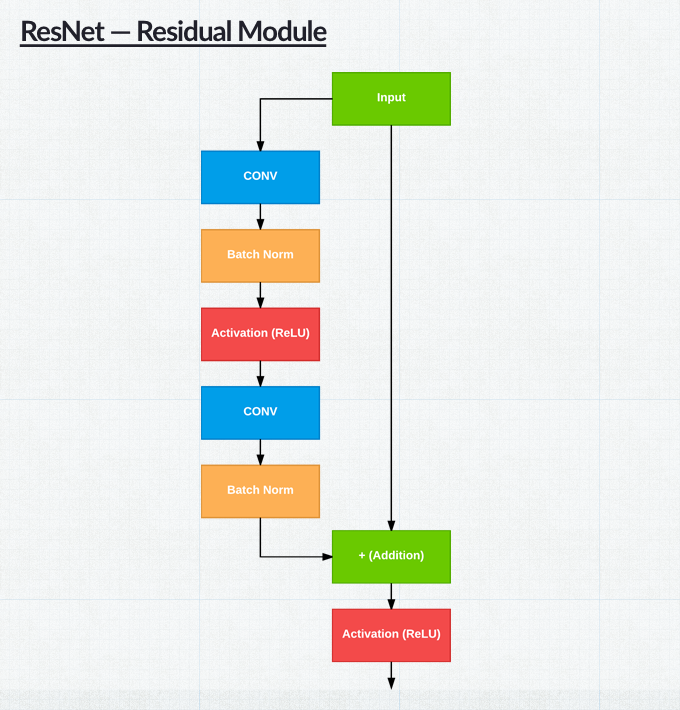 ResNet — Residual Module
Input
CONV
Batch Norm
Activation (ReLU)
CONV
Batch Norm
+ (Addition)
Activation (ReLU)